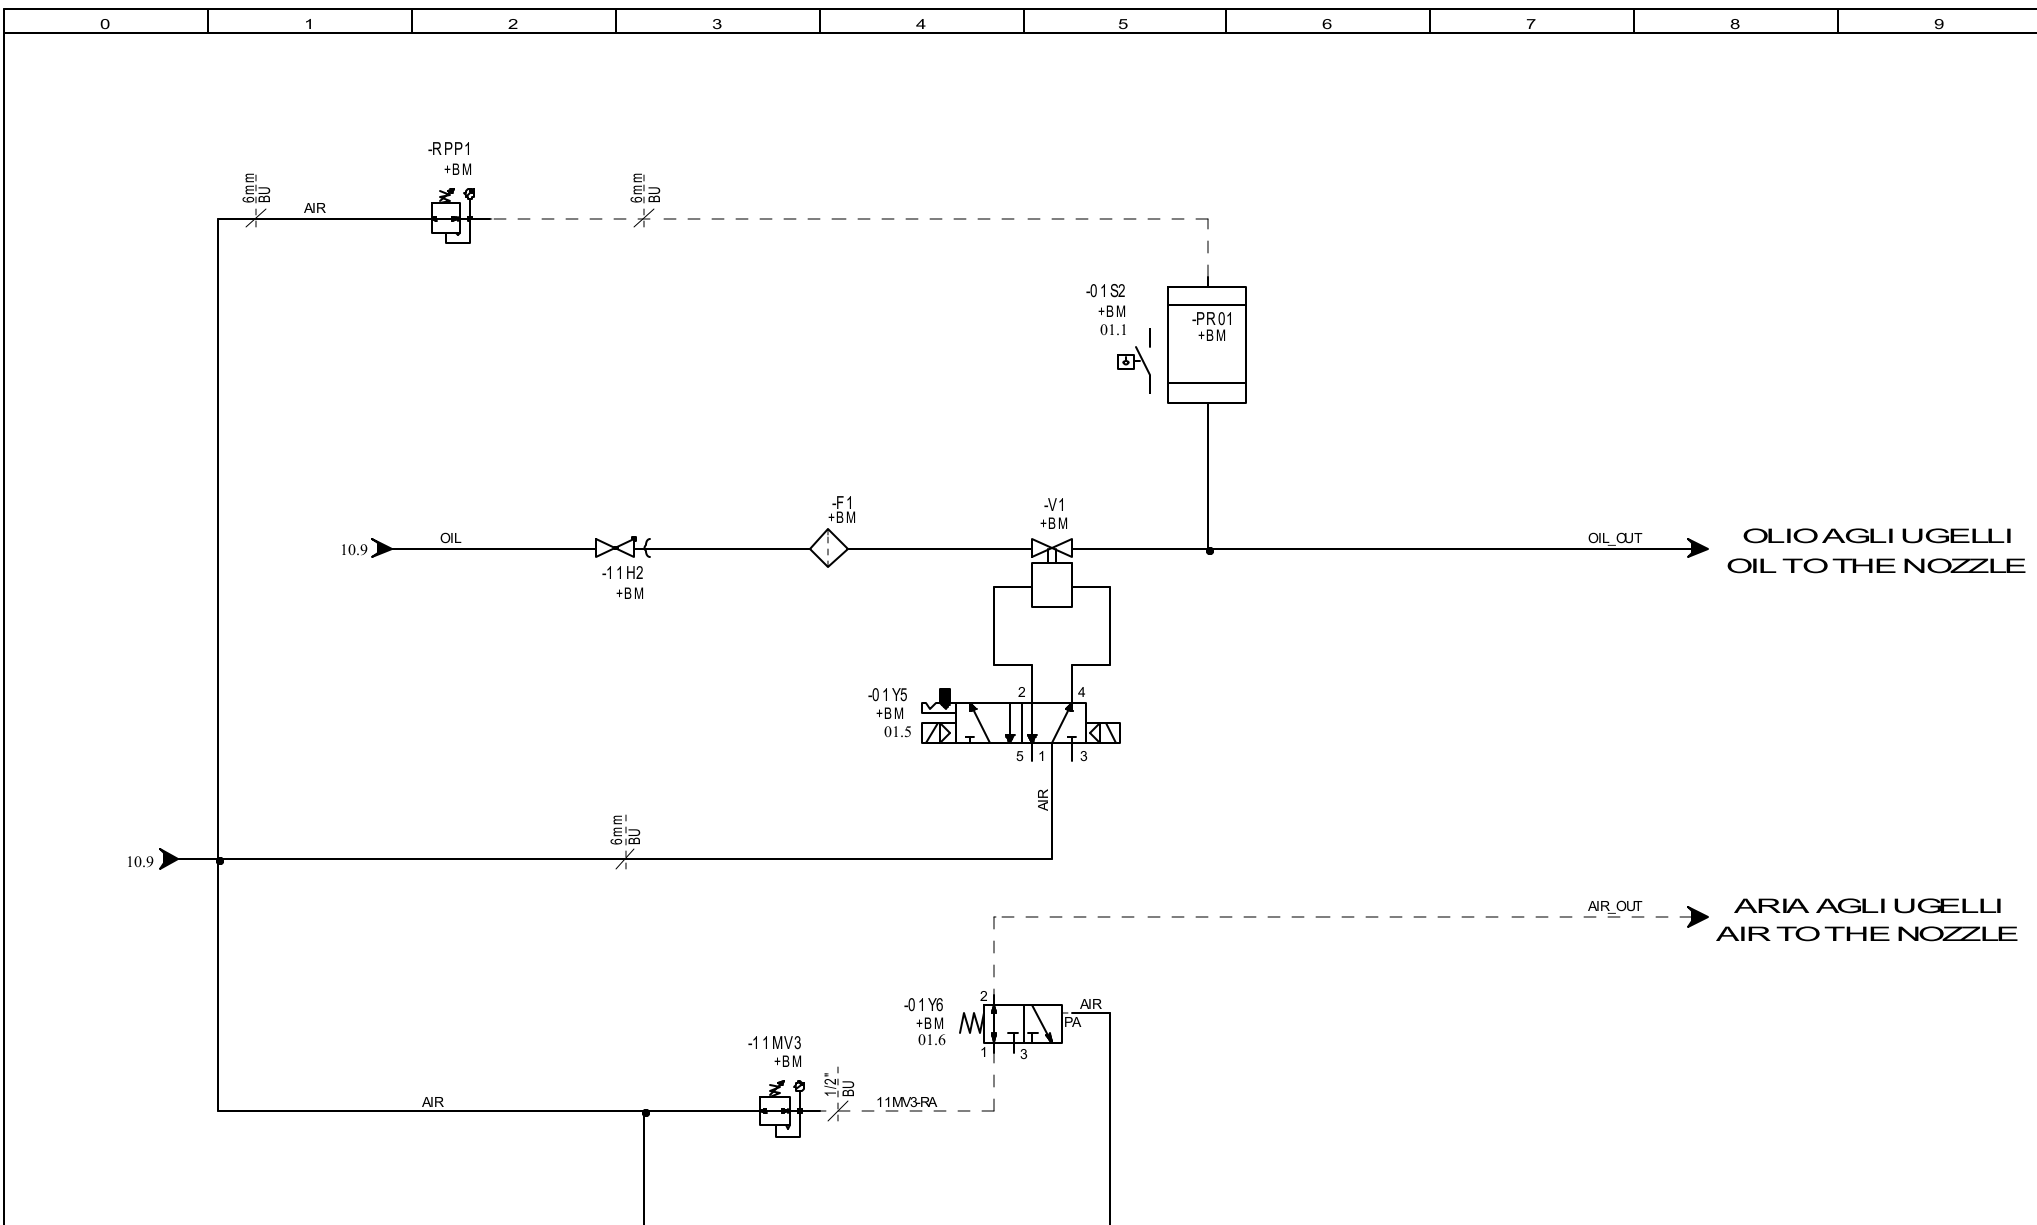 0 1 2 3 4 5 6 7 8 9
-RPP1
+BM
6mm
BU
AIR
6mm
BU
-01S2
+BM
01.1
-PR01
+BM
-F1
+BM
-V1
+BM
10.9
OIL
-11H2
+BM
OIL_OUT
OLIO AGLI UGELLI
OIL TO THE NOZZLE
-01Y5
+BM
01.5
2 4
5 1 3
AIR
6mm
BU
10.9
AIR_OUT
ARIA AGLI UGELLI
AIR TO THE NOZZLE
-01Y6
+BM
01.6
2
1 3
AIR
PA
-11MV3
+BM
1/2"
BU
AIR
11MV3-RA